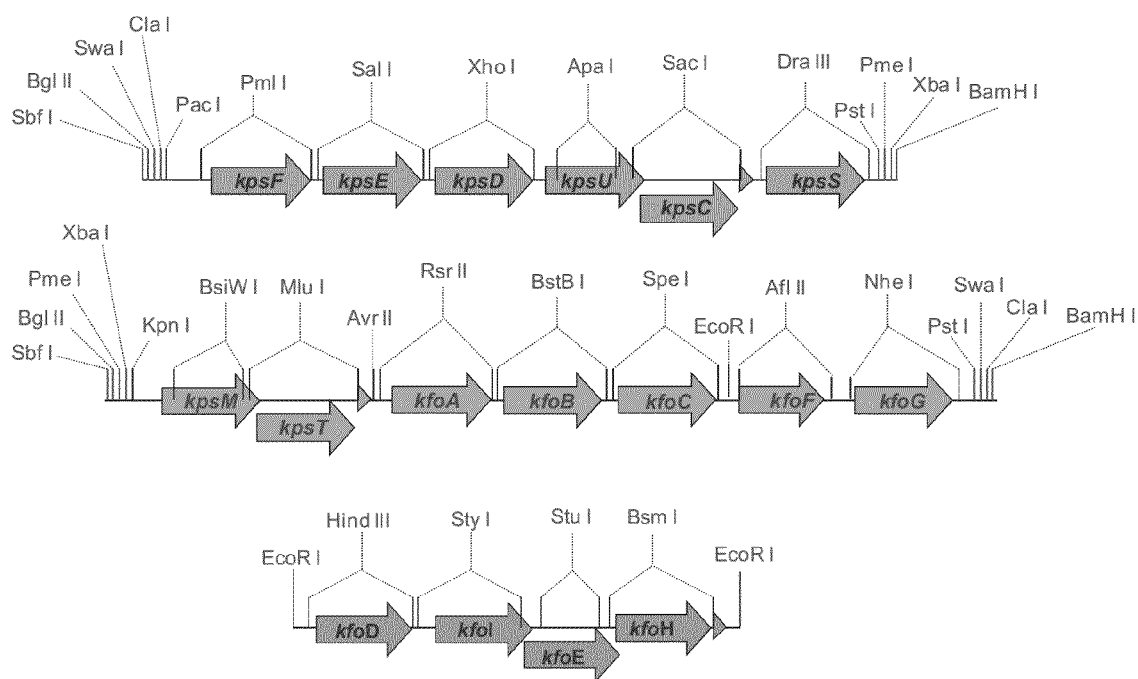 Cla I
Swa I
Bgl II
Sbf I
Pac I
Pml I
Sal I
Xho I
Apa I
Sac I
Dra III
Pst I
Pme I
Xba I
BamH I
kpsF
kpsE
kpsD
kpsU
kpsC
kpsS
Xba I
Pme I
Bgl II
Sbf I
Kpn I
BsiW I
Mlu I
Avr II
Rsr II
BstB I
Spe I
EcoR I
Afl II
Nhe I
Pst I
Swa I
Cla I
BamH I
kpsM
kpsT
kfoA
kfoB
kfoC
kfoF
kfoG
EcoR I
Hind III
Sty I
Stu I
Bsm I
EcoR I
kfoD
kfoI
kfoE
kfoH